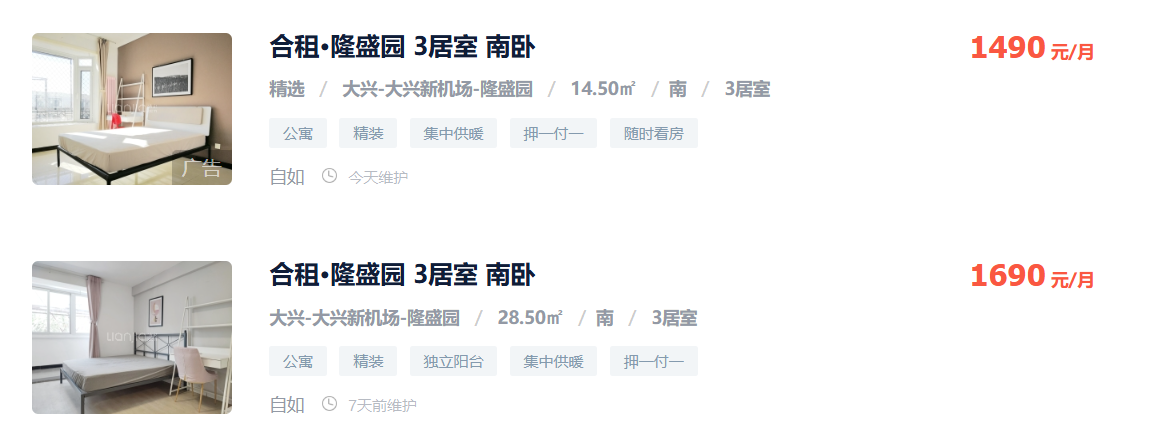 合租·隆盛园 3居室 南卧
1490 元/月
精选 / 大兴-大兴新机场-隆盛园 / 14.50㎡ / 南 / 3居室
公寓 精装 集中供暖 押一付一 随时看房
广告
自如 今天维护
合租·隆盛园 3居室 南卧
1690 元/月
大兴-大兴新机场-隆盛园 / 28.50㎡ / 南 / 3居室
公寓 精装 独立阳台 集中供暖 押一付一
自如 7天前维护